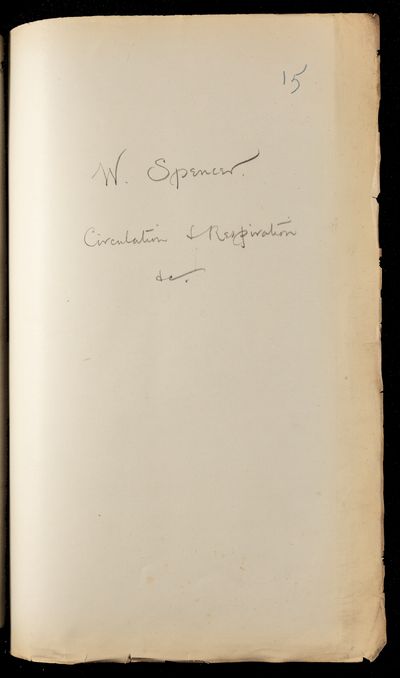 15
W. Spencer.
Circulation & Respiration
&c.